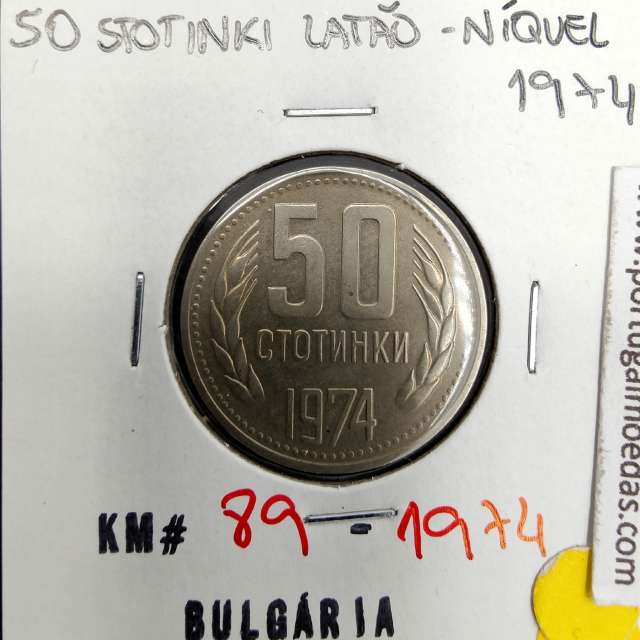 50 STOTINKI LATÃO - NÍQUEL
1974
50
СТОТИНКИ
1974
www.portugalmoedas.com
KM# 89 - 1974
BULGÁRIA